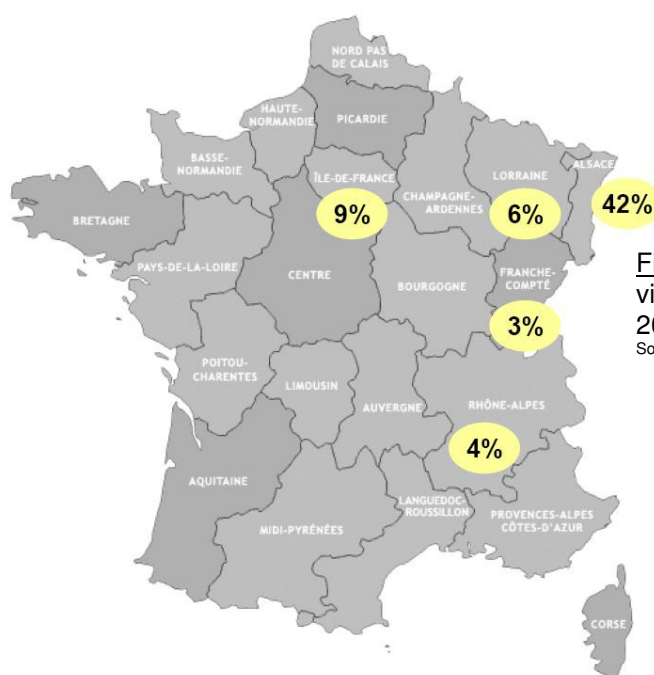 NORD PAS
DE CALAIS
HAUTE-
NORMANDIE
PICARDIE
BASSE-
NORMANDIE
ÎLE-DE-FRANCE
LORRAINE
ALSACE
CHAMPAGNE-
ARDENNES
9%
6%
42%
BRETAGNE
PAYS-DE-LA-LOIRE
CENTRE
BOURGOGNE
FRANCHE-
COMPTÉ
3%
POITOU-
CHARENTES
LIMOUSIN
AUVERGNE
RHÔNE-ALPES
4%
AQUITAINE
MIDI-PYRÉNÉES
LANGUEDOC-
ROUSSILLON
PROVENCES-ALPES
CÔTES-D'AZUR
CORSE